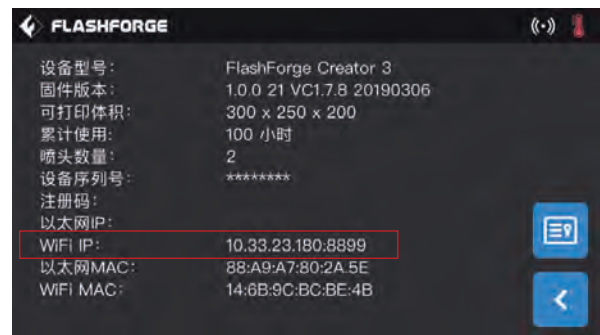 FLASHFORGE
设备型号: FlashForge Creator 3
固件版本: 1.0.0 21 VC1.7.8 20190306
可打印体积: 300 x 250 x 200
累计使用: 100 小时
喷头数量: 2
设备序列号: ********
注册码:
以太网IP:
WiFi IP: 10.33.23.180:8899
以太网MAC: 88:A9:A7:80:2A:5E
WiFi MAC: 14:6B:9C:BC:BE:4B